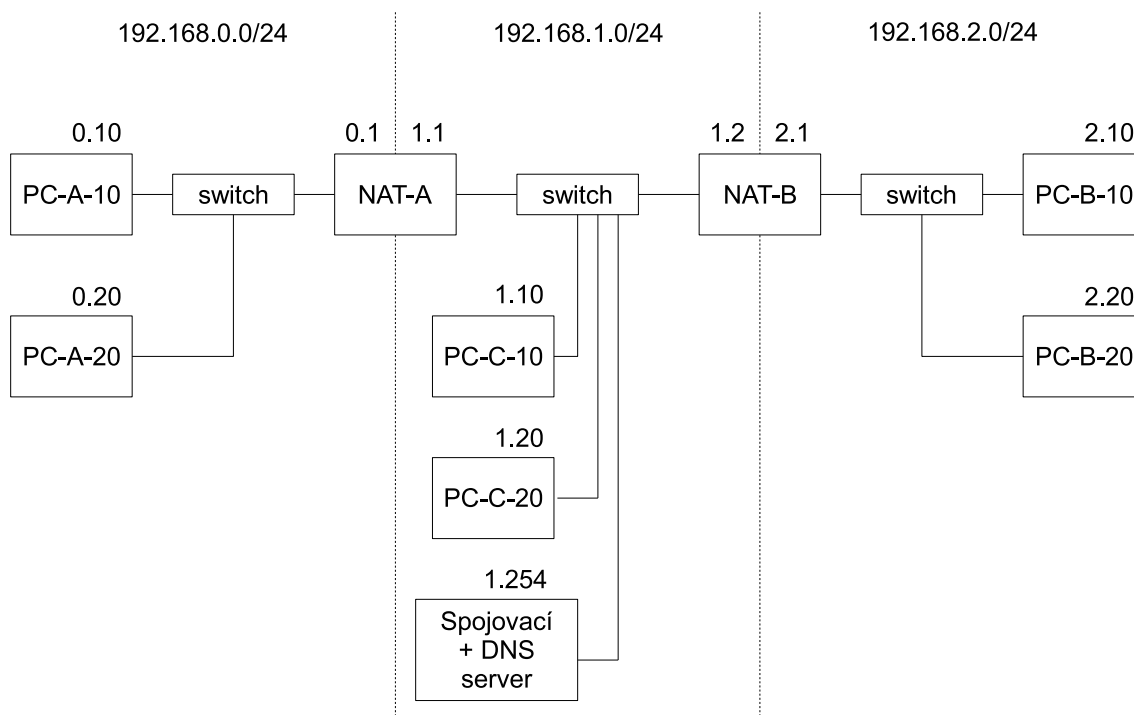 192.168.0.0/24
192.168.1.0/24
192.168.2.0/24
0.10
0.1
1.1
1.2
2.1
2.10
PC-A-10
switch
NAT-A
switch
NAT-B
switch
PC-B-10
0.20
1.10
2.20
PC-A-20
PC-C-10
PC-B-20
1.20
PC-C-20
1.254
Spojovací
+ DNS
server